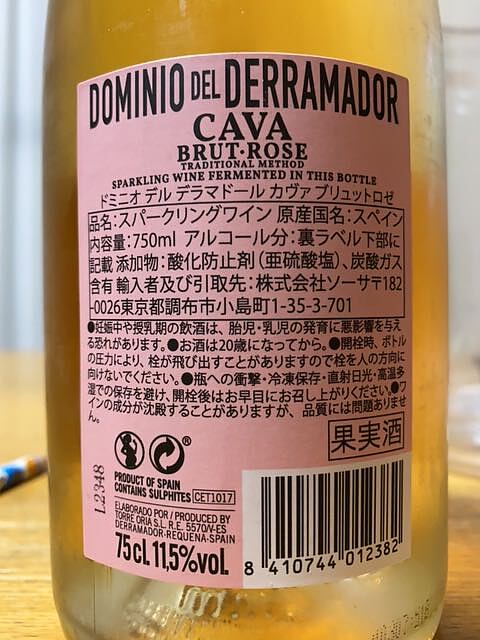 DOMINIO DEL DERRAMADOR
CAVA
BRUT·ROSE
TRADITIONAL METHOD
SPARKLING WINE FERMENTED IN THIS BOTTLE
ドミニオ デル デラマドール カヴァ ブリュットロゼ
品名：スパークリングワイン 原産国名：スペイン
内容量：750ml アルコール分：裏ラベル下部に
記載 添加物：酸化防止剤（亜硫酸塩）、炭酸ガス
含有 輸入者及び引取先：株式会社ソーサ〒182
-0026東京都調布市小島町1-35-3-701
●妊娠中や授乳期の飲酒は、胎児・乳児の発育に悪影響を与え
る恐れがあります。●お酒は20歳になってから。●開栓時、ボトル
の圧力により、栓が飛び出すことがありますので栓を人の方向に
向けないでください。●瓶への衝撃・冷凍保存・直射日光・高温多
湿での保存を避け、開栓後はお早目にお召し上がりください。●ワ
インの成分が沈殿することがありますが、品質には問題ありませ
ん。
果実酒
L2348
PRODUCT OF SPAIN
CONTAINS SULPHITES CET1017
ELABORADO POR / PRODUCED BY
TORRE ORIA S.L. R.E. 5570/V-ES
DERRAMADOR-REQUENA-SPAIN
75cl 11,5%vol
8 410744 012382